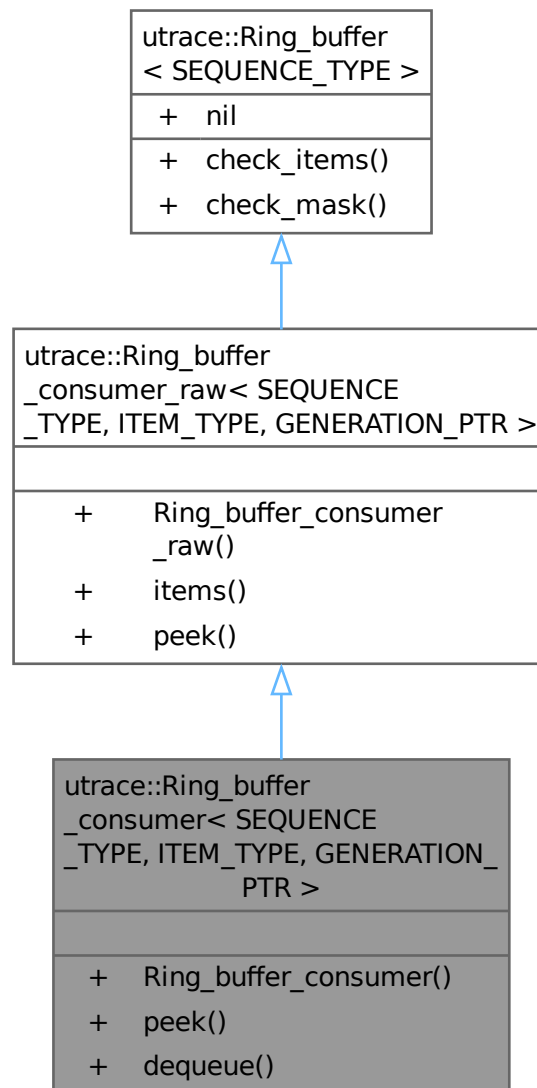 utrace::Ring_buffer
< SEQUENCE_TYPE >
+ nil
+ check_items()
+ check_mask()
utrace::Ring_buffer
_consumer_raw< SEQUENCE
_TYPE, ITEM_TYPE, GENERATION_PTR >
+ Ring_buffer_consumer
_raw()
+ items()
+ peek()
utrace::Ring_buffer
_consumer< SEQUENCE
_TYPE, ITEM_TYPE, GENERATION_
PTR >
+ Ring_buffer_consumer()
+ peek()
+ dequeue()